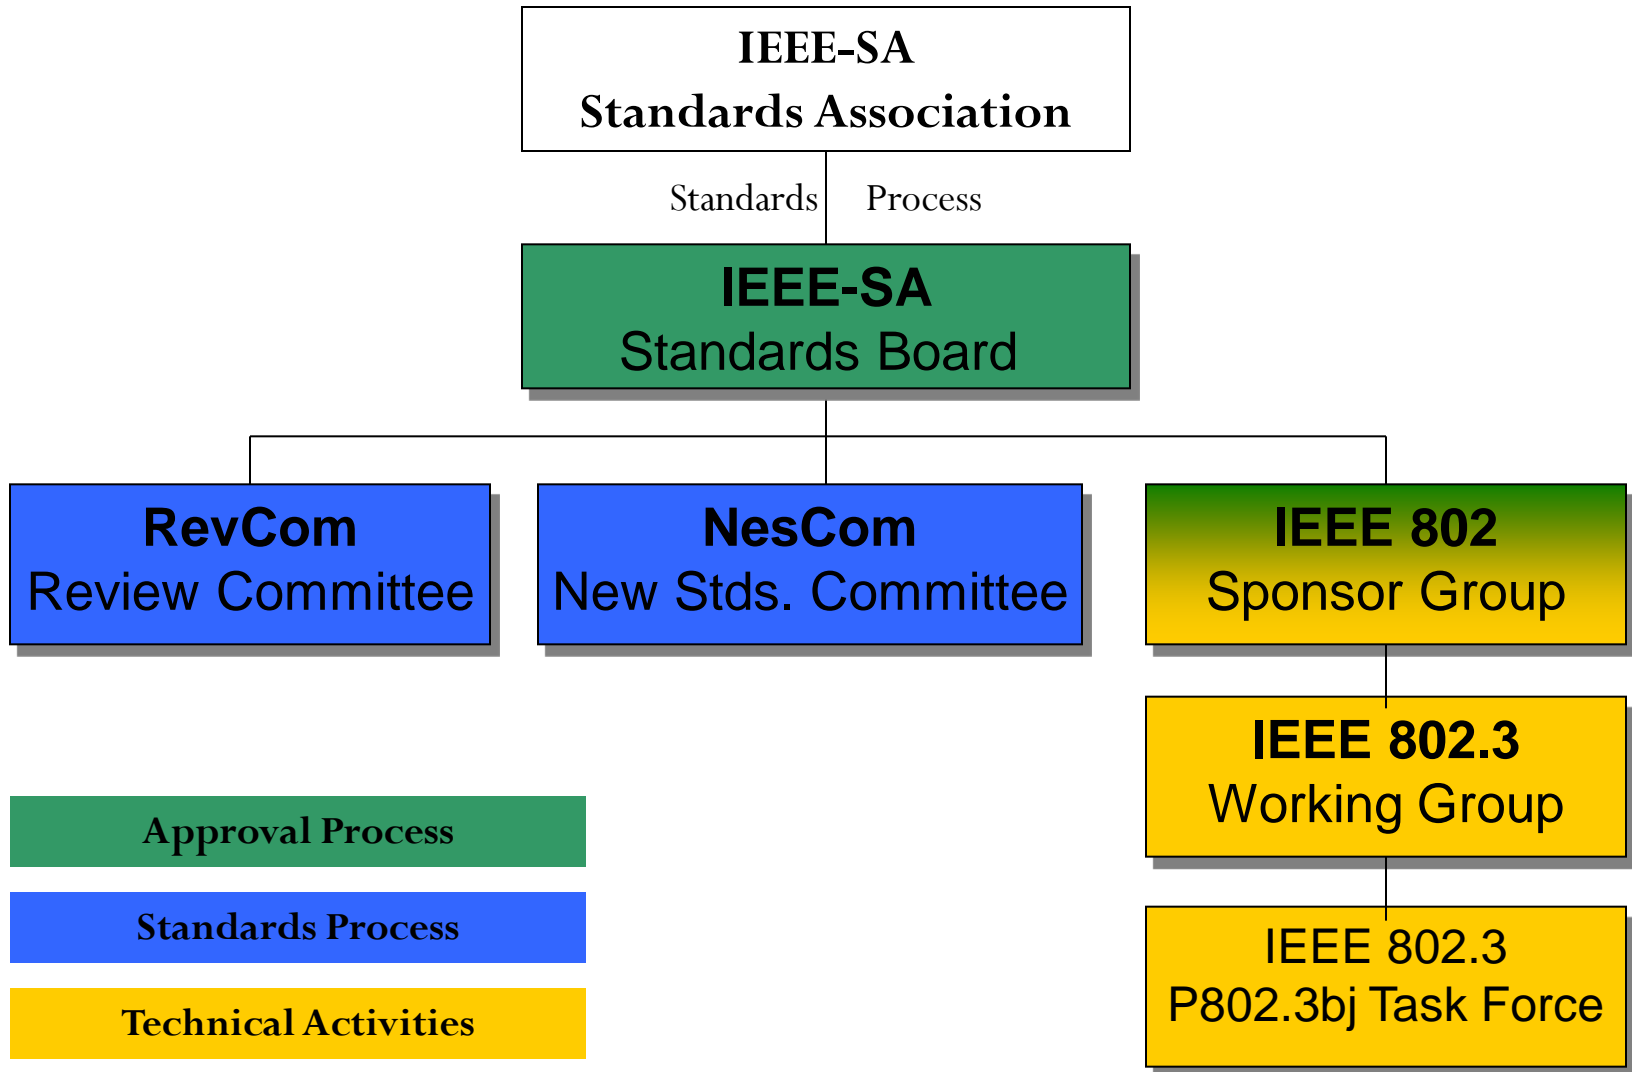 IEEE-SA
Standards Association
Standards Process
IEEE-SA
Standards Board
RevCom
Review Committee
NesCom
New Stds. Committee
IEEE 802
Sponsor Group
IEEE 802.3
Working Group
IEEE 802.3
P802.3bj Task Force
Approval Process
Standards Process
Technical Activities